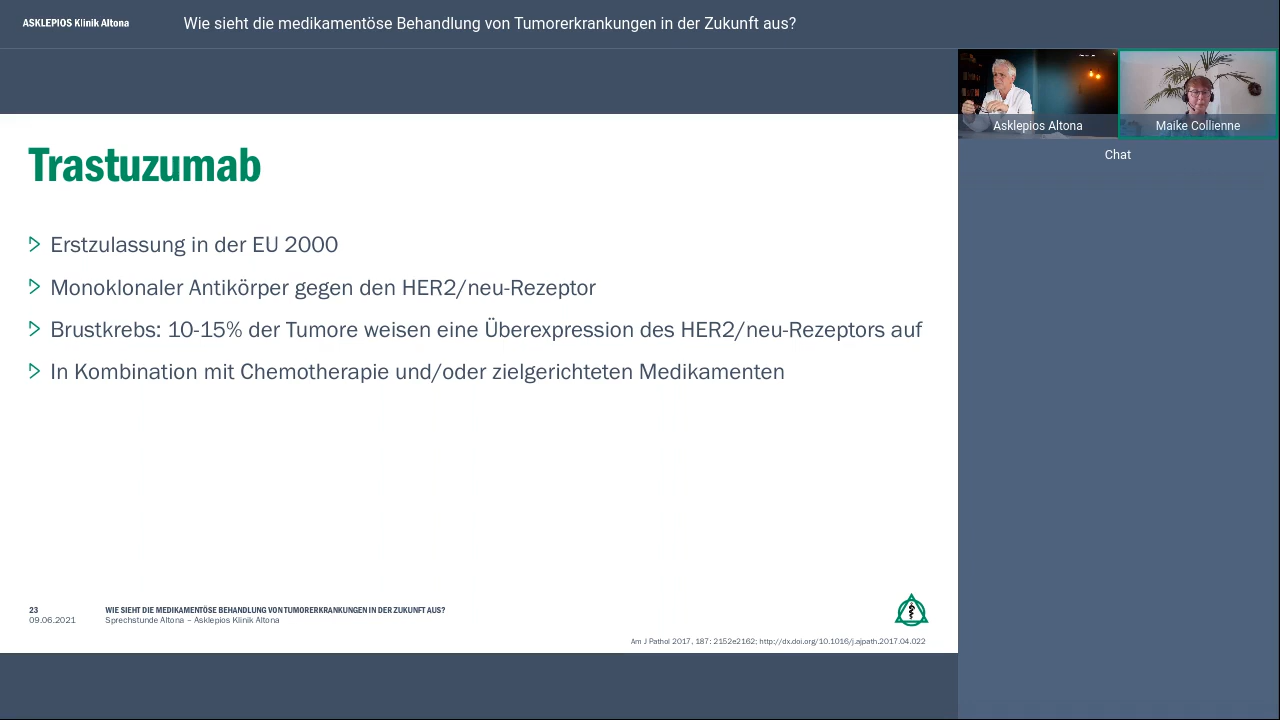 ASKLEPIOS Klinik Altona
Wie sieht die medikamentöse Behandlung von Tumorerkrankungen in der Zukunft aus?
Asklepios Altona
Maike Collienne
Chat
Trastuzumab
Erstzulassung in der EU 2000
Monoklonaler Antikörper gegen den HER2/neu-Rezeptor
Brustkrebs: 10-15% der Tumore weisen eine Überexpression des HER2/neu-Rezeptors auf
In Kombination mit Chemotherapie und/oder zielgerichteten Medikamenten
23
WIE SIEHT DIE MEDIKAMENTÖSE BEHANDLUNG VON TUMORERKRANKUNGEN IN DER ZUKUNFT AUS?
09.06.2021
Sprechstunde Altona – Asklepios Klinik Altona
Am J Pathol 2017, 187: 2152e2162; http://dx.doi.org/10.1016/j.ajpath.2017.04.022